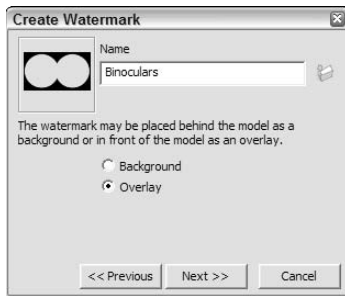 Create Watermark
Name
Binoculars
The watermark may be placed behind the model as a
background or in front of the model as an overlay.
Background
Overlay
<< Previous Next >> Cancel